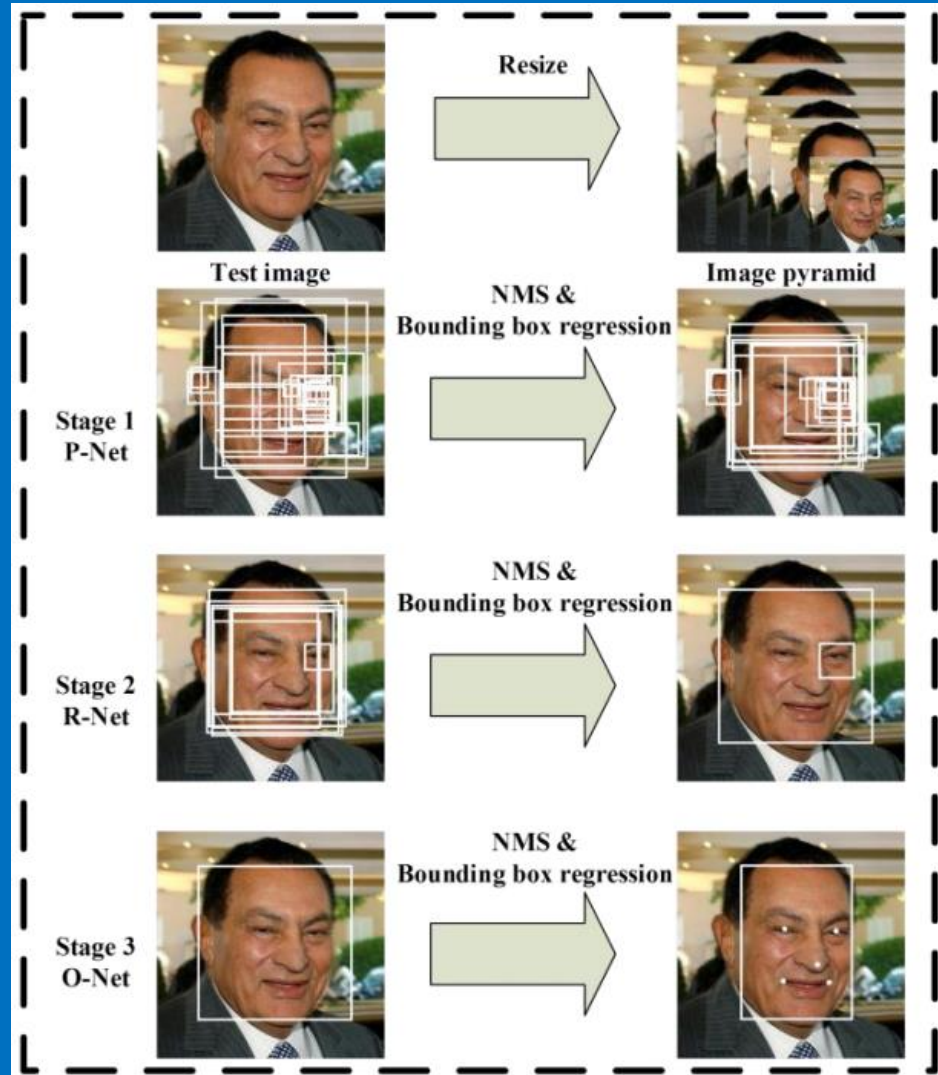 Resize
Test image
Image pyramid
NMS &
Bounding box regression
Stage 1
P-Net
NMS &
Bounding box regression
Stage 2
R-Net
NMS &
Bounding box regression
Stage 3
O-Net